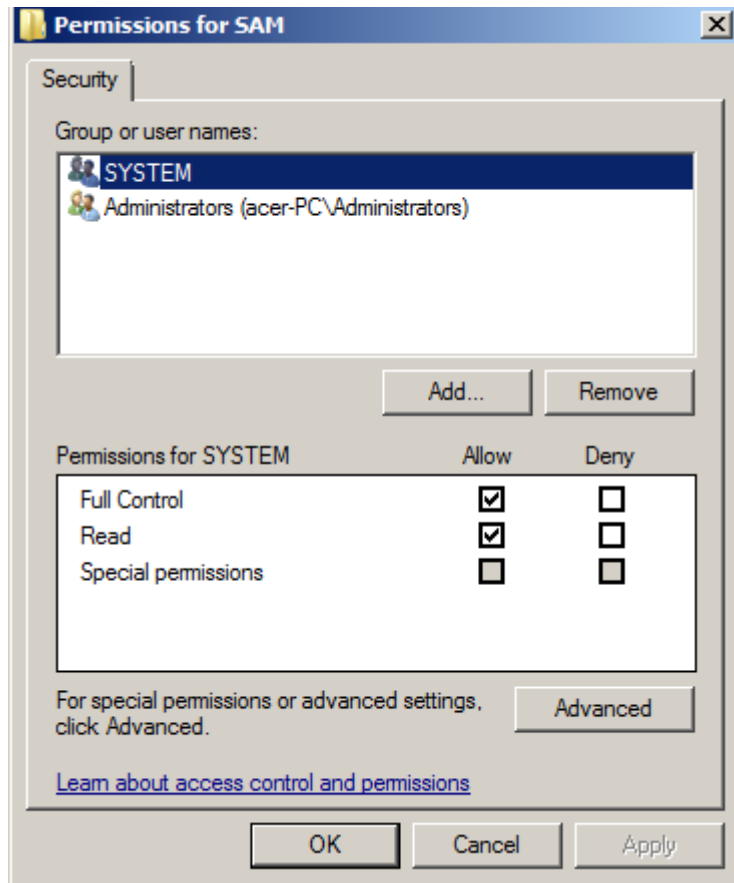 Permissions for SAM
Security
Group or user names:
SYSTEM
Administrators (acer-PC\Administrators)
Add...
Remove
Permissions for SYSTEM Allow Deny
Full Control
Read
Special permissions
For special permissions or advanced settings,
click Advanced.
Advanced
Learn about access control and permissions
OK
Cancel
Apply